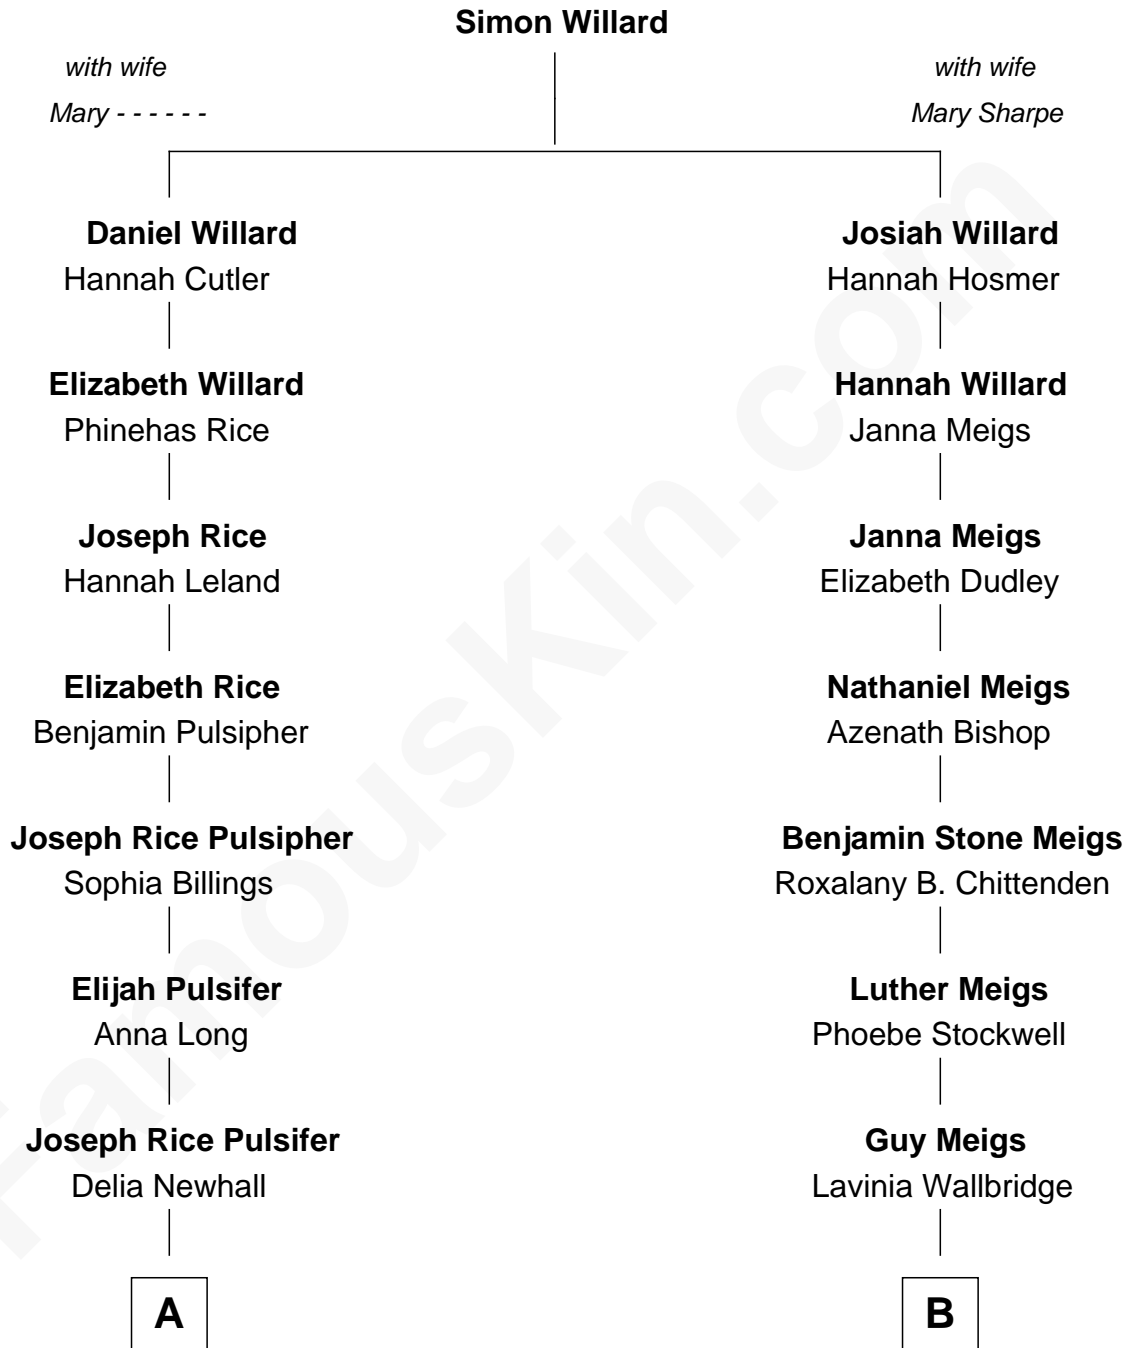 Simon Willard
with wife
Mary - - - - - -
with wife
Mary Sharpe
Daniel Willard
Hannah Cutler
Josiah Willard
Hannah Hosmer
Elizabeth Willard
Phinehas Rice
Hannah Willard
Janna Meigs
Joseph Rice
Hannah Leland
Janna Meigs
Elizabeth Dudley
Elizabeth Rice
Benjamin Pulsipher
Nathaniel Meigs
Azenath Bishop
Joseph Rice Pulsipher
Sophia Billings
Benjamin Stone Meigs
Roxalany B. Chittenden
Elijah Pulsifer
Anna Long
Luther Meigs
Phoebe Stockwell
Joseph Rice Pulsifer
Delia Newhall
Guy Meigs
Lavinia Wallbridge
A
B
FamousKin.com